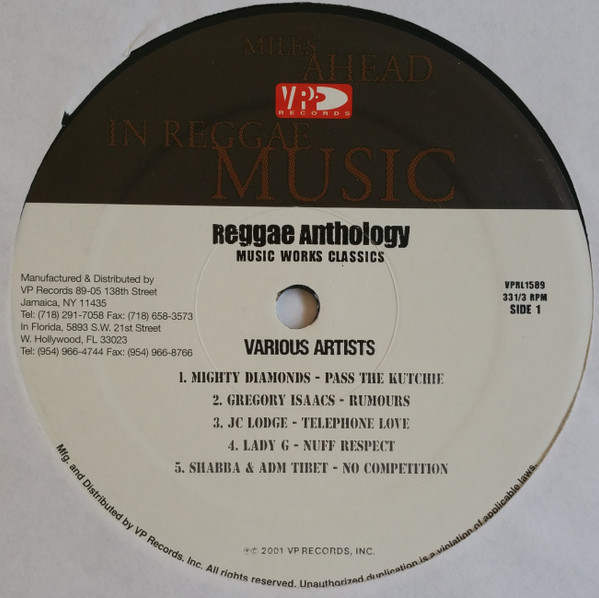 MILES
AHEAD
VP
RECORDS
IN REGGAE
MUSIC
Reggae Anthology
MUSIC WORKS CLASSICS
Manufactured & Distributed by
VP Records 89-05 138th Street
Jamaica, NY 11435
Tel: (718) 291-7058 Fax: (718) 658-3573
In Florida, 5893 S.W. 21st Street
W. Hollywood, FL 33023
Tel: (954) 966-4744 Fax: (954) 966-8766
VPRL1589
331/3 RPM
SIDE 1
VARIOUS ARTISTS
1. MIGHTY DIAMONDS - PASS THE KUTCHIE
2. GREGORY ISAACS - RUMOURS
3. JC LODGE - TELEPHONE LOVE
4. LADY G - NUFF RESPECT
5. SHABBA & ADM TIBET - NO COMPETITION
℗© 2001 VP RECORDS, INC.
Mfg. and Distributed by VP Records, Inc. All rights reserved. Unauthorized duplication is a violation of applicable laws.